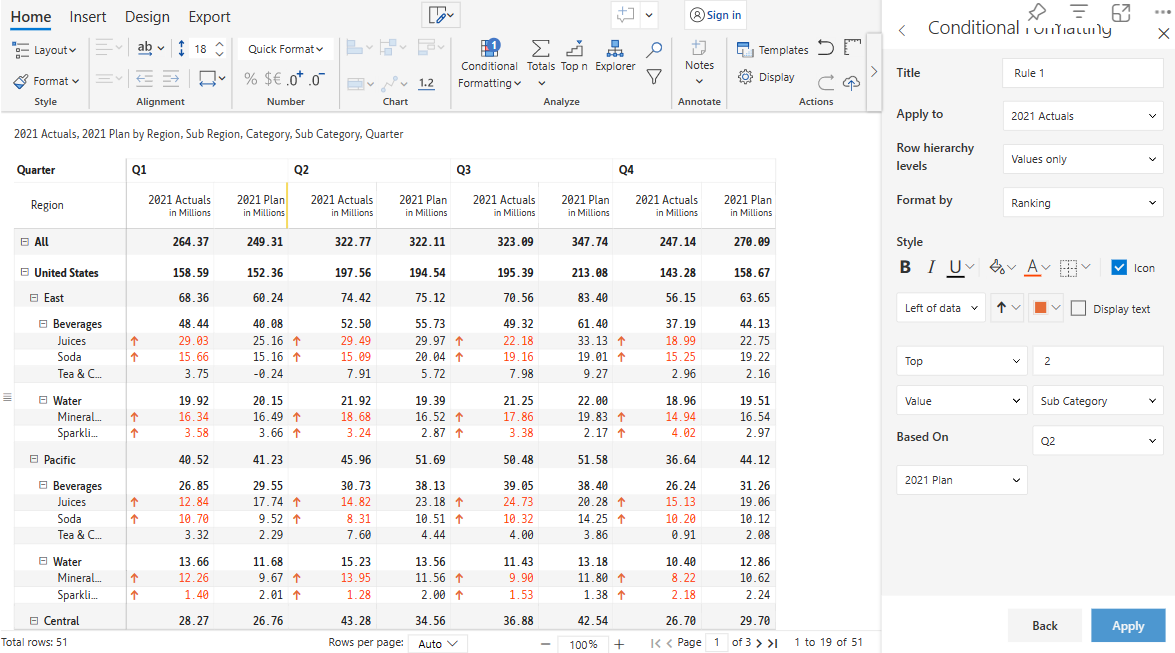 Home Insert Design Export
Sign in
Layout
Format
Style
ab
18
Alignment
Quick Format
% $€ .0+ .0-
Number
1.2
Chart
1
Conditional Formatting
Totals
Top n
Explorer
Analyze
Notes
Annotate
Templates
Display
Actions
2021 Actuals, 2021 Plan by Region, Sub Region, Category, Sub Category, Quarter
Quarter Q1 Q2 Q3 Q4
Region 2021 Actuals 2021 Plan 2021 Actuals 2021 Plan 2021 Actuals 2021 Plan 2021 Actuals 2021 Plan
in Millions in Millions in Millions in Millions in Millions in Millions in Millions in Millions
All 264.37 249.31 322.77 322.11 323.09 347.74 247.14 270.09
United States 158.59 152.36 197.56 194.54 195.39 213.08 143.28 158.67
East 68.36 60.24 74.42 75.12 70.56 83.40 56.15 63.65
Beverages 48.44 40.08 52.50 55.73 49.32 61.40 37.19 44.13
Juices ↑ 29.03 25.16 ↑ 29.49 29.97 ↑ 22.18 33.13 ↑ 18.99 22.75
Soda ↑ 15.66 15.16 ↑ 15.09 20.04 ↑ 19.16 19.01 ↑ 15.25 19.22
Tea & C... 3.75 -0.24 7.91 5.72 7.98 9.27 2.96 2.16
Water 19.92 20.15 21.92 19.39 21.25 22.00 18.96 19.51
Mineral... ↑ 16.34 16.49 ↑ 18.68 16.52 ↑ 17.86 19.83 ↑ 14.94 16.54
Sparkli... ↑ 3.58 3.66 ↑ 3.24 2.87 ↑ 3.38 2.17 ↑ 4.02 2.97
Pacific 40.52 41.23 45.96 51.69 50.48 51.58 36.64 44.12
Beverages 26.85 29.55 30.73 38.13 39.05 38.40 26.24 31.26
Juices ↑ 12.84 17.74 ↑ 14.82 23.18 ↑ 24.73 20.28 ↑ 15.13 19.06
Soda ↑ 10.70 9.52 ↑ 8.31 10.51 ↑ 10.32 14.25 ↑ 10.20 10.12
Tea & C... 3.32 2.29 7.60 4.44 4.00 3.86 0.91 2.08
Water 13.66 11.68 15.23 13.56 11.43 13.18 10.40 12.86
Mineral... ↑ 12.26 9.67 ↑ 13.95 11.56 ↑ 9.90 11.80 ↑ 8.22 10.62
Sparkli... ↑ 1.40 2.01 ↑ 1.28 2.00 ↑ 1.53 1.38 ↑ 2.18 2.24
Central 28.27 26.76 43.28 34.56 36.88 42.54 26.70 29.70
Total rows: 51 Rows per page: Auto − 100% + Page 1 of 3 1 to 19 of 51
Conditional Formatting
Title Rule 1
Apply to 2021 Actuals
Row hierarchy levels Values only
Format by Ranking
Style
B I U A Icon
Left of data Display text
Top 2
Value Sub Category
Based On Q2
2021 Plan
Back Apply